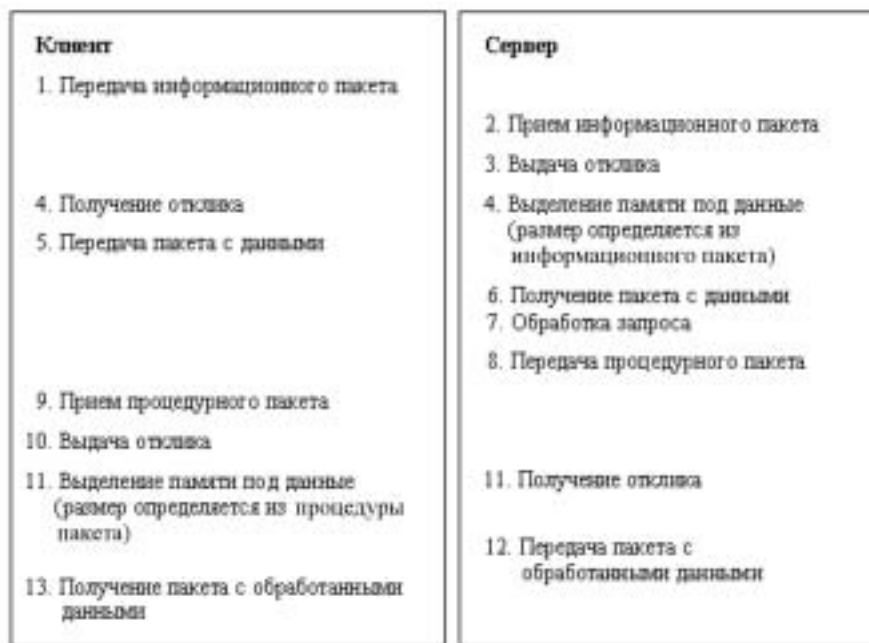 Клиент
1. Передача информационного пакета
4. Получение отклика
5. Передача пакета с данными
9. Прием процедурного пакета
10. Выдача отклика
11. Выделение памяти под данные
(размер определяется из процедуры
пакета)
13. Получение пакета с обработанными
данными
Сервер
2. Прием информационного пакета
3. Выдача отклика
4. Выделение памяти под данные
(размер определяется из
информационного пакета)
6. Получение пакета с данными
7. Обработка запроса
8. Передача процедурного пакета
11. Получение отклика
12. Передача пакета с
обработанными данными